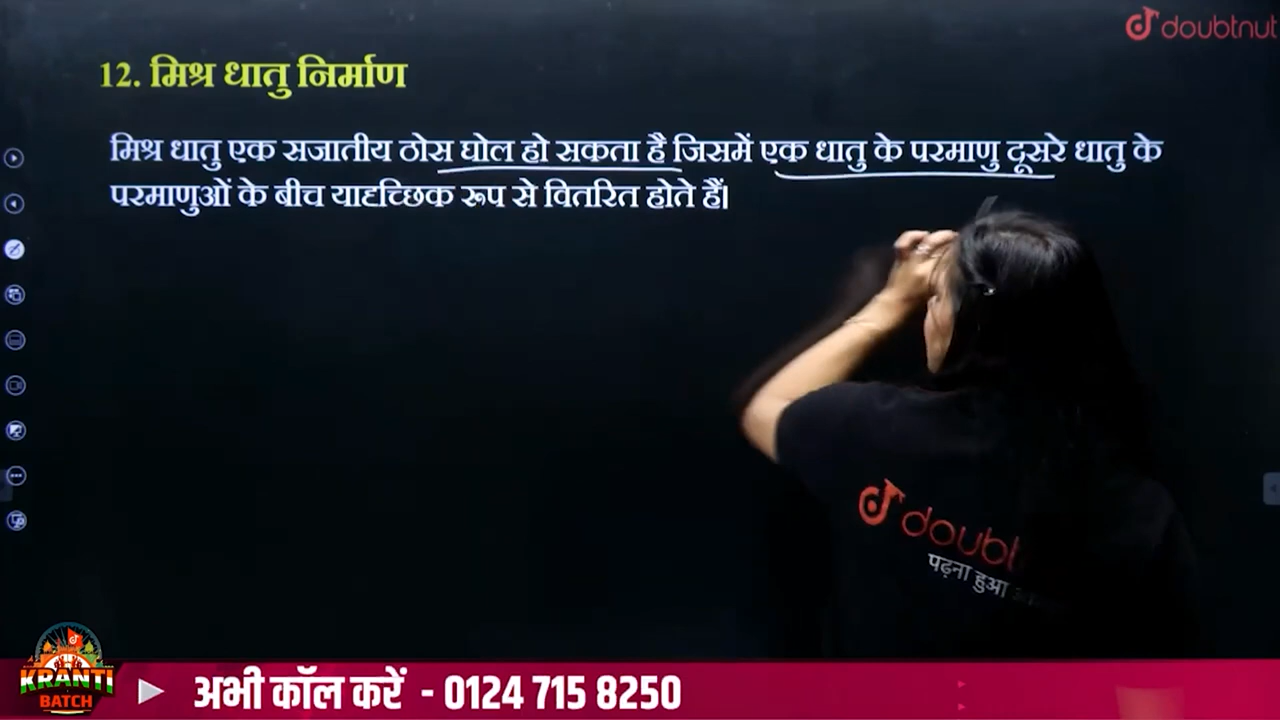 doubtnut
12. मिश्र धातु निर्माण
मिश्र धातु एक सजातीय ठोस घोल हो सकता है जिसमें एक धातु के परमाणु दूसरे धातु के
परमाणुओं के बीच यादृच्छिक रूप से वितरित होते हैं।
doubt
पढ़ना हुआ
KRANTI
BATCH
अभी कॉल करें - 0124 715 8250